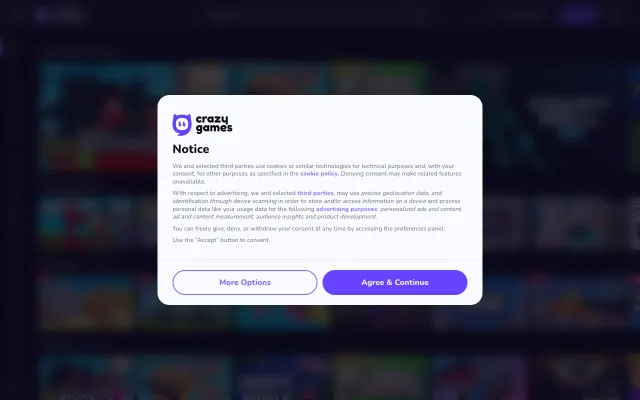 crazy
games
Notice
We and selected third parties use cookies or similar technologies for technical purposes and, with your
consent, for other purposes as specified in the cookie policy. Denying consent may make related features
unavailable.
With respect to advertising, we and selected third parties, may use precise geolocation data, and
identification through device scanning in order to store and/or access information on a device and process
personal data like your usage data for the following advertising purposes: personalized ads and content,
ad and content measurement, audience insights and product development.
You can freely give, deny, or withdraw your consent at any time by accessing the preferences panel.
Use the "Accept" button to consent.
More Options
Agree & Continue